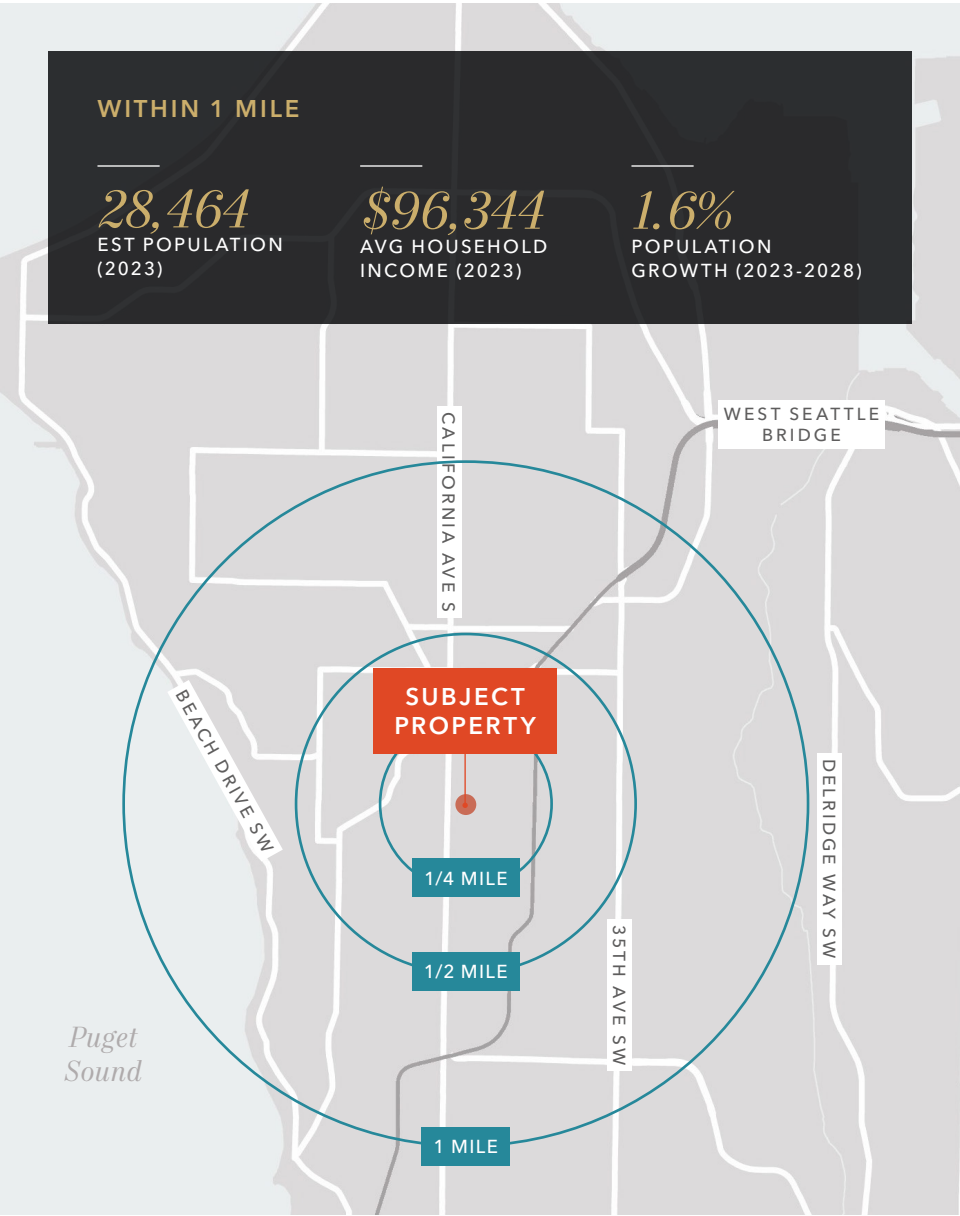 WITHIN 1 MILE
28,464
EST POPULATION
(2023)
$96,344
AVG HOUSEHOLD
INCOME (2023)
1.6%
POPULATION
GROWTH (2023-2028)
WEST SEATTLE
BRIDGE
CALIFORNIA AVE S
SUBJECT
PROPERTY
BEACH DRIVE SW
DELRIDGE WAY SW
1/4 MILE
35TH AVE SW
1/2 MILE
Puget
Sound
1 MILE